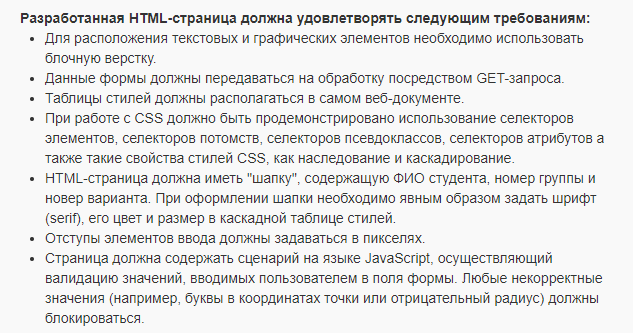 Разработанная HTML-страница должна удовлетворять следующим требованиям:
• Для расположения текстовых и графических элементов необходимо использовать
блочную верстку.
• Данные формы должны передаваться на обработку посредством GET-запроса.
• Таблицы стилей должны располагаться в самом веб-документе.
• При работе с CSS должно быть продемонстрировано использование селекторов
элементов, селекторов потомств, селекторов псевдоклассов, селекторов атрибутов а
также такие свойства стилей CSS, как наследование и каскадирование.
• HTML-страница должна иметь "шапку", содержащую ФИО студента, номер группы и
новер варианта. При оформлении шапки необходимо явным образом задать шрифт
(serif), его цвет и размер в каскадной таблице стилей.
• Отступы элементов ввода должны задаваться в пикселях.
• Страница должна содержать сценарий на языке JavaScript, осуществляющий
валидацию значений, вводимых пользователем в поля формы. Любые некорректные
значения (например, буквы в координатах точки или отрицательный радиус) должны
блокироваться.